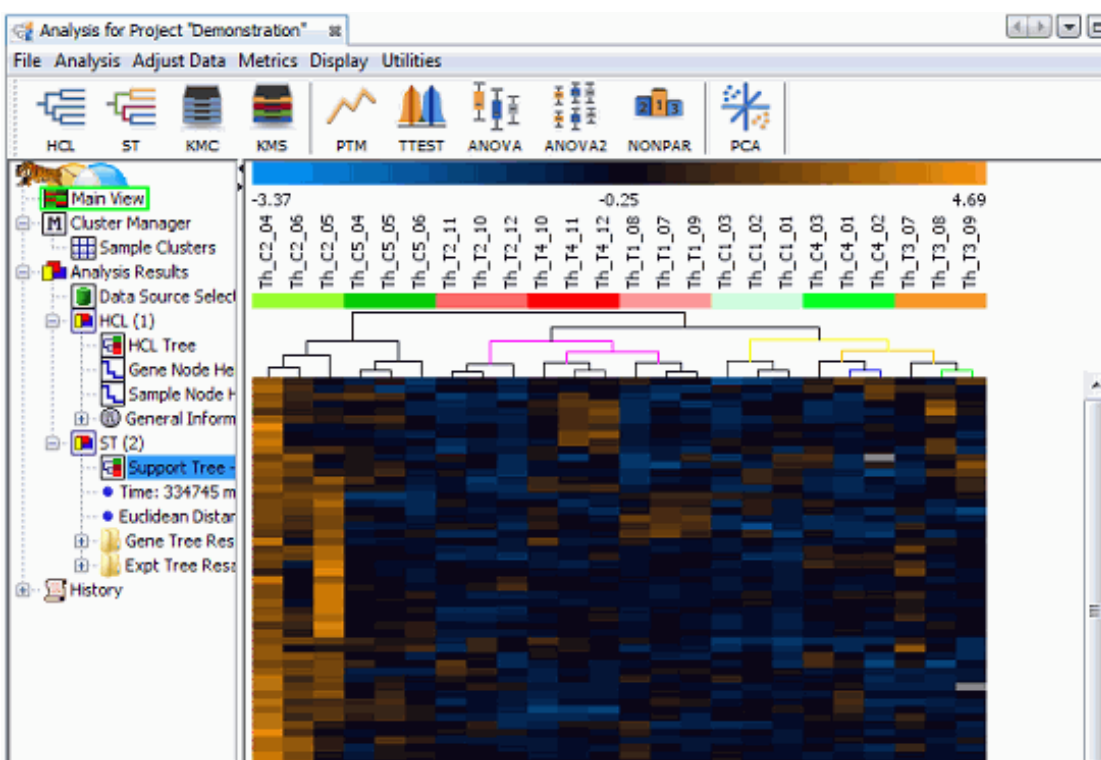 Analysis for Project "Demonstration"
File Analysis Adjust Data Metrics Display Utilities
HCL ST KMC KMS PTM TTEST ANOVA ANOVA2 NONPAR PCA
Main View
Cluster Manager
Sample Clusters
Analysis Results
Data Source Select
HCL (1)
HCL Tree
Gene Node He
Sample Node H
General Inform
ST (2)
Support Tree -
Time: 334745 m
Euclidean Distar
Gene Tree Res
Expt Tree Resa
History
-3.37 -0.25 4.69
Th_C2_04
Th_C2_06
Th_C2_05
Th_C5_04
Th_C5_05
Th_C5_06
Th_T2_11
Th_T2_10
Th_T2_12
Th_T4_10
Th_T4_11
Th_T4_12
Th_T1_08
Th_T1_07
Th_T1_09
Th_C1_03
Th_C1_02
Th_C1_01
Th_C4_03
Th_C4_01
Th_C4_02
Th_T3_07
Th_T3_08
Th_T3_09